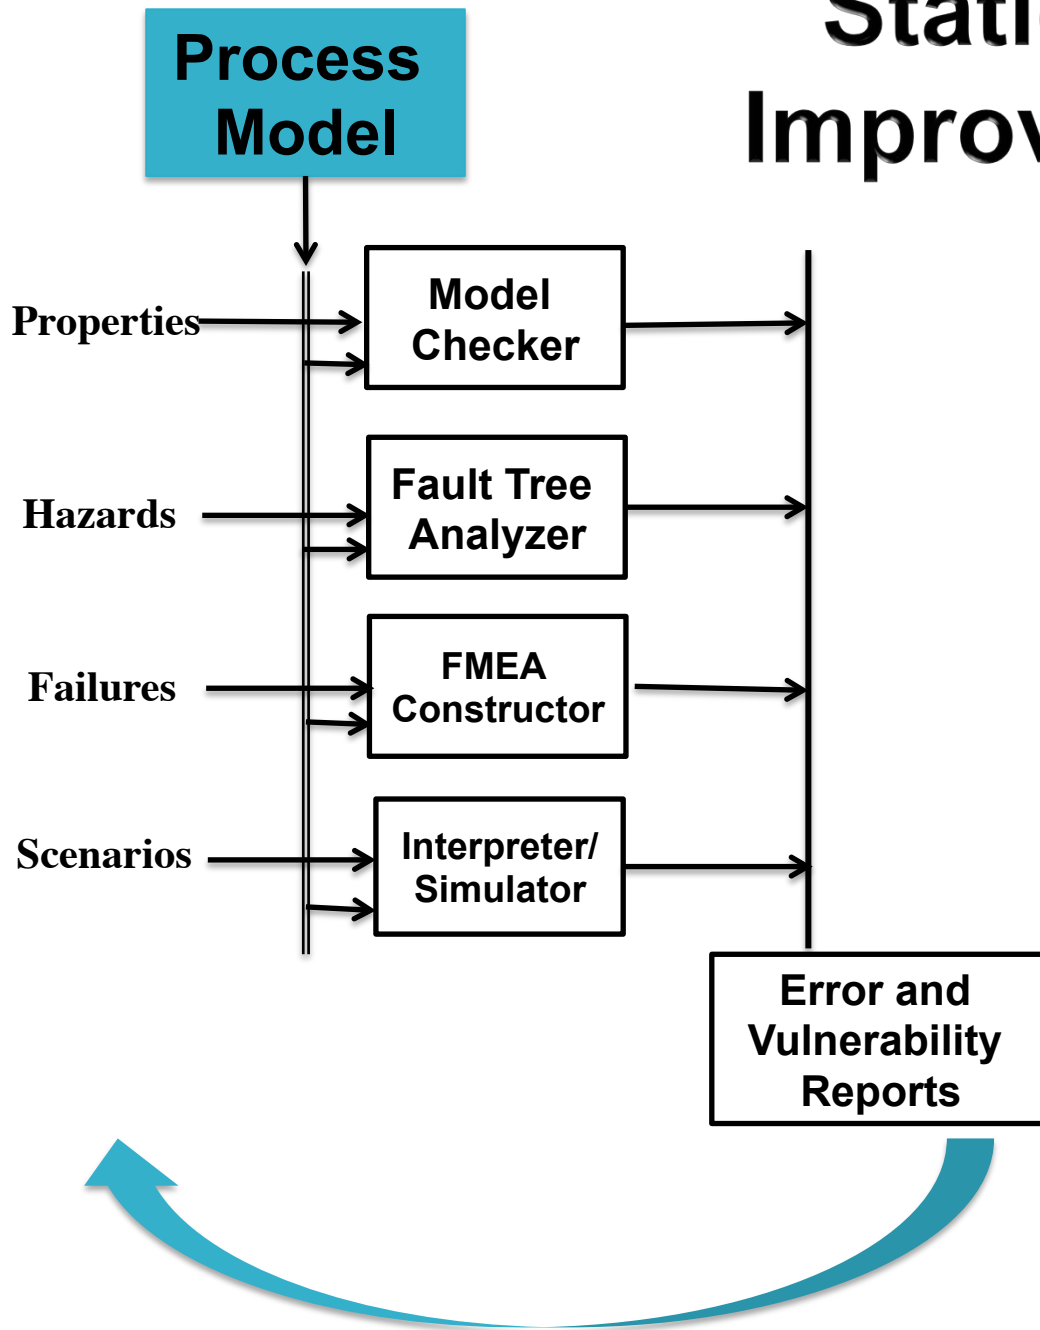 Process
Model
Improv
Properties
Model
Checker
Hazards
Fault Tree
Analyzer
Failures
FMEA
Constructor
Scenarios
Interpreter/
Simulator
Error and
Vulnerability
Reports